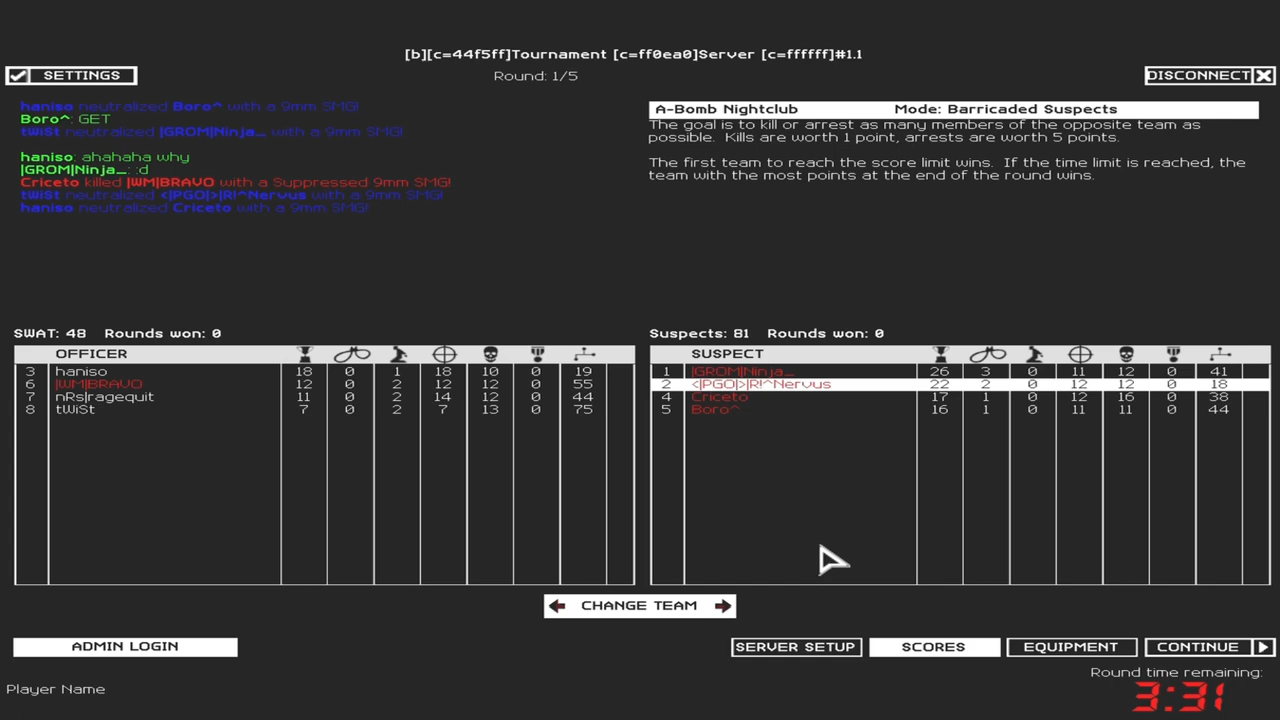 [b][c=44f5ff]Tournament [c=ff0ea0]Server [c=ffffff]#1.1
SETTINGS
Round: 1/5
DISCONNECT
haniso neutralized Boro^ with a 9mm SMG!
Boro^: GET
tWiSt neutralized |GROM|Ninja_ with a 9mm SMG!
haniso: ahahaha why
|GROM|Ninja_: :d
Criceto killed |WM|BRAVO with a Suppressed 9mm SMG!
tWiSt neutralized <|PGO|>|R!^Nervus with a 9mm SMG!
haniso neutralized Criceto with a 9mm SMG!
A-Bomb Nightclub Mode: Barricaded Suspects
The goal is to kill or arrest as many members of the opposite team as
possible. Kills are worth 1 point, arrests are worth 5 points.
The first team to reach the score limit wins. If the time limit is reached, the
team with the most points at the end of the round wins.
SWAT: 48 Rounds won: 0
OFFICER
3 haniso 18 0 1 18 10 0 19
6 |WM|BRAVO 12 0 2 12 12 0 55
7 nRs|ragequit 11 0 2 14 12 0 44
8 tWiSt 7 0 2 7 13 0 75
Suspects: 81 Rounds won: 0
SUSPECT
1 |GROM|Ninja_ 26 3 0 11 12 0 41
2 <|PGO|>|R!^Nervus 22 2 0 12 12 0 18
4 Criceto 17 1 0 12 16 0 38
5 Boro^ 16 1 0 11 11 0 44
CHANGE TEAM
ADMIN LOGIN
SERVER SETUP
SCORES
EQUIPMENT
CONTINUE
Player Name
Round time remaining:
3:31